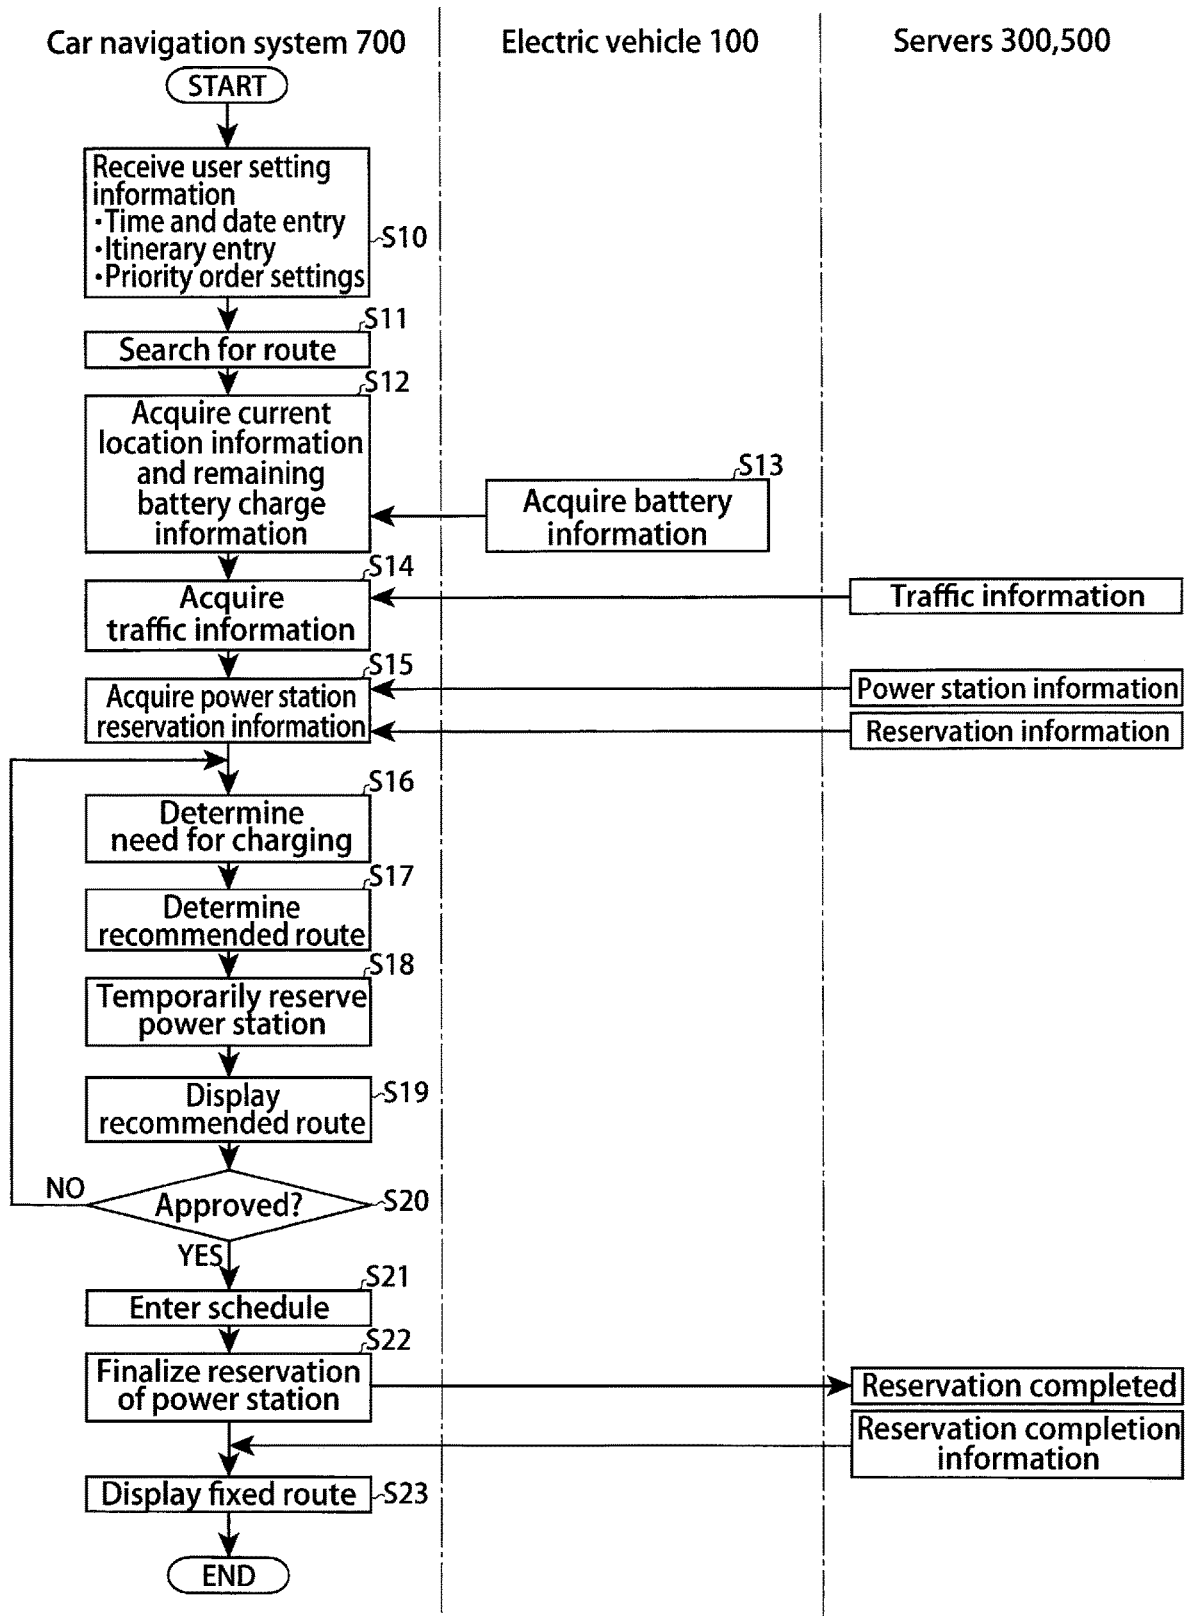 Car navigation system 700
Electric vehicle 100
Servers 300,500
START
Receive user setting
information
・Time and date entry
・Itinerary entry
・Priority order settings
S10
S11
Search for route
S12
Acquire current
location information
and remaining
battery charge
information
S13
Acquire battery
information
S14
Acquire
traffic information
Traffic information
S15
Acquire power station
reservation information
Power station information
Reservation information
S16
Determine
need for charging
S17
Determine
recommended route
S18
Temporarily reserve
power station
Display
recommended route
S19
NO
Approved?
S20
YES
S21
Enter schedule
S22
Finalize reservation
of power station
Reservation completed
Reservation completion
information
Display fixed route
S23
END